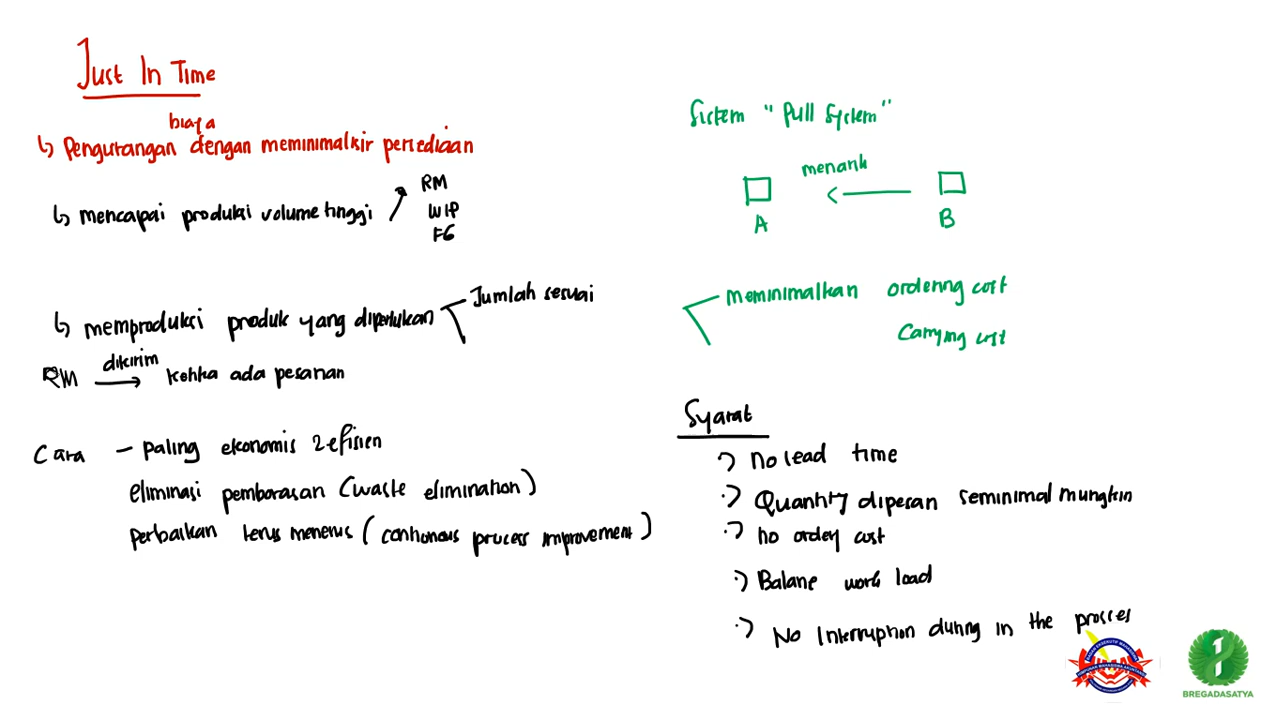 Just In Time
biaya
↳ Pengurangan dengan meminimalkir persediaan
↳ mencapai produksi volume tinggi
RM
WIP
FG
↳ memproduksi produk yang diperlukan
Jumlah sesuai
RM dikirim → ketika ada pesanan
Cara - paling ekonomis & efisien
eliminasi pemborosan (waste elimination)
perbaikan terus menerus (continous process improvement)
Sistem "Pull System"
menarik
A
B
meminimalkan ordering cost
Carrying cost
Syarat
No lead time
Quantity dipesan seminimal mungkin
no order cost
Balane work load
No Interruption during in the procces
BREGADASATYA